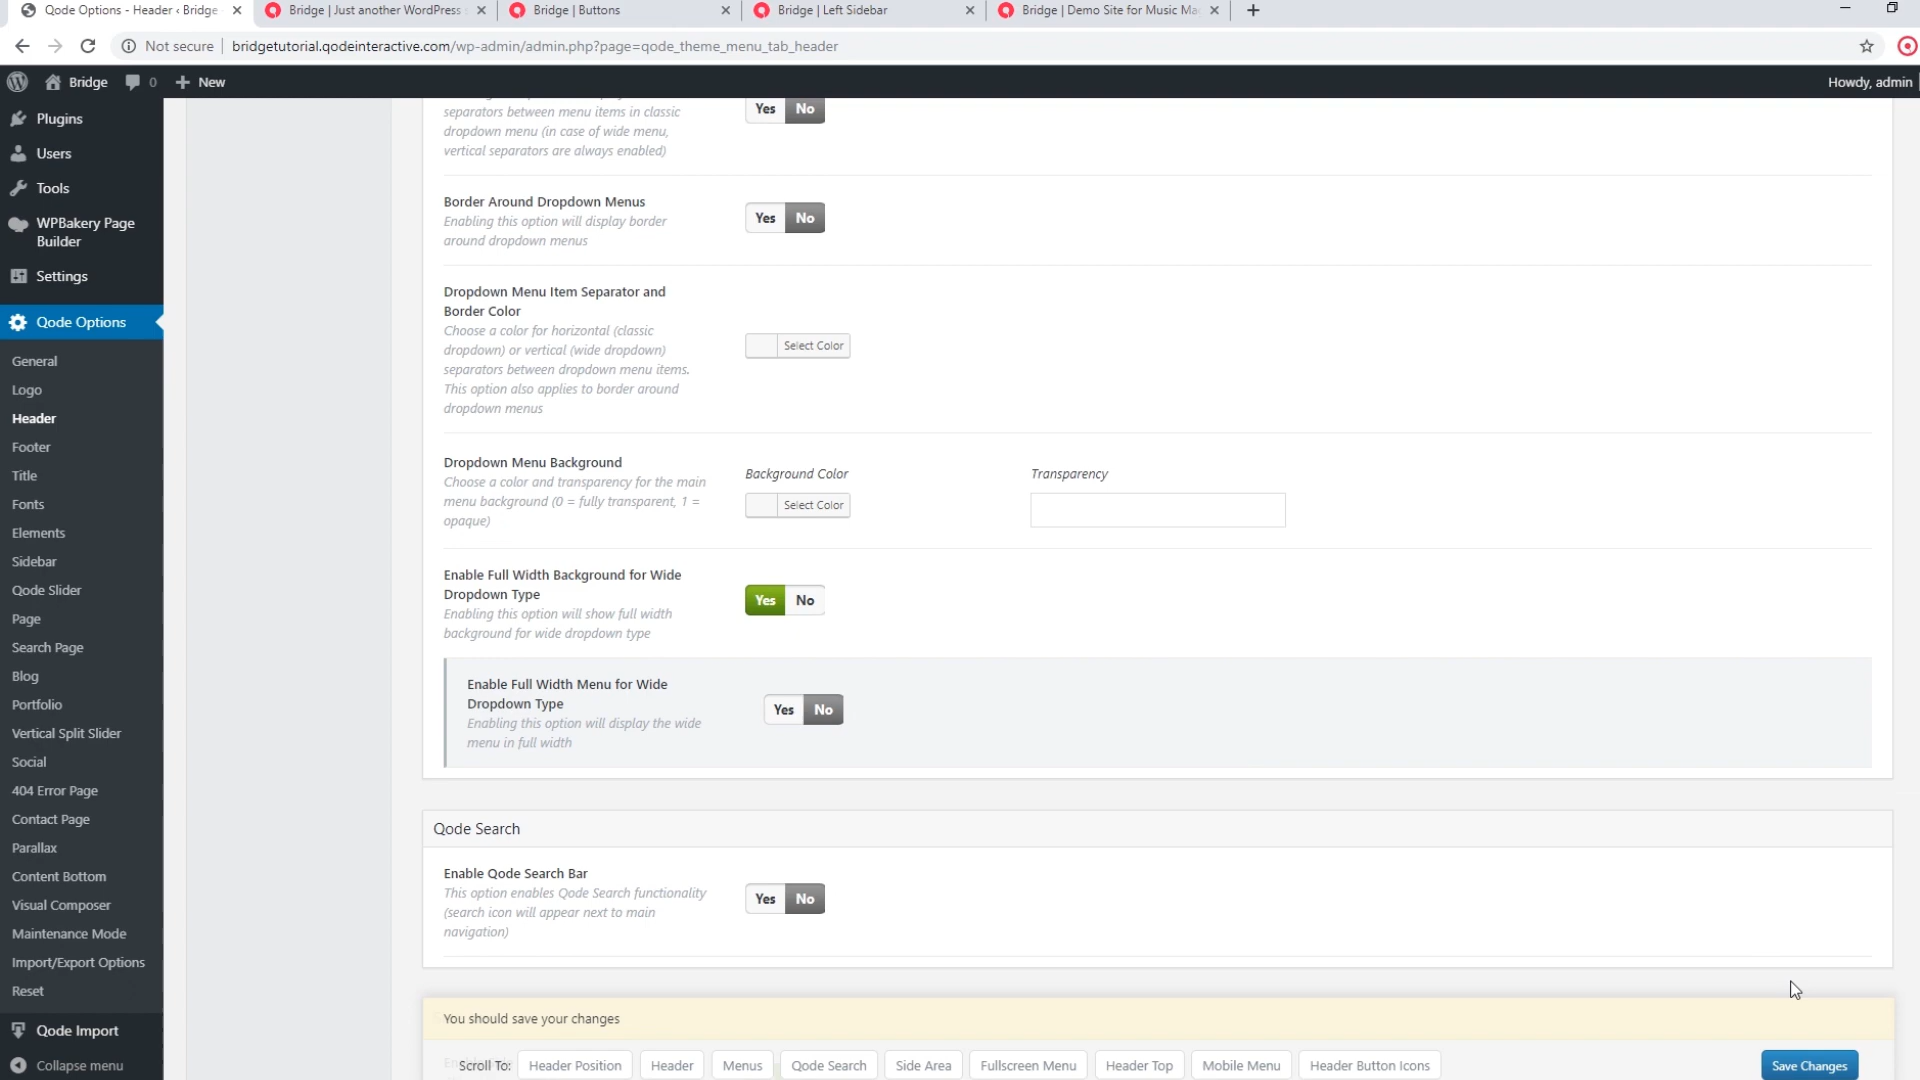 Qode Options - Header ‹ Bridge
Bridge | Just another WordPress
Bridge | Buttons
Bridge | Left Sidebar
Bridge | Demo Site for Music Ma
Not secure
bridgetutorial.qodeinteractive.com/wp-admin/admin.php?page=qode_theme_menu_tab_header
Bridge
0
New
Howdy, admin
Plugins
Users
Tools
WPBakery Page
Builder
Settings
Qode Options
General
Logo
Header
Footer
Title
Fonts
Elements
Sidebar
Qode Slider
Page
Search Page
Blog
Portfolio
Vertical Split Slider
Social
404 Error Page
Contact Page
Parallax
Content Bottom
Visual Composer
Maintenance Mode
Import/Export Options
Reset
Qode Import
Collapse menu
separators between menu items in classic
dropdown menu (in case of wide menu,
vertical separators are always enabled)
Yes No
Border Around Dropdown Menus
Enabling this option will display border
around dropdown menus
Yes No
Dropdown Menu Item Separator and
Border Color
Choose a color for horizontal (classic
dropdown) or vertical (wide dropdown)
separators between dropdown menu items.
This option also applies to border around
dropdown menus
Select Color
Dropdown Menu Background
Choose a color and transparency for the main
menu background (0 = fully transparent, 1 =
opaque)
Background Color
Select Color
Transparency
Enable Full Width Background for Wide
Dropdown Type
Enabling this option will show full width
background for wide dropdown type
Yes No
Enable Full Width Menu for Wide
Dropdown Type
Enabling this option will display the wide
menu in full width
Yes No
Qode Search
Enable Qode Search Bar
This option enables Qode Search functionality
(search icon will appear next to main
navigation)
Yes No
You should save your changes
Scroll To: Header Position Header Menus Qode Search Side Area Fullscreen Menu Header Top Mobile Menu Header Button Icons
Save Changes